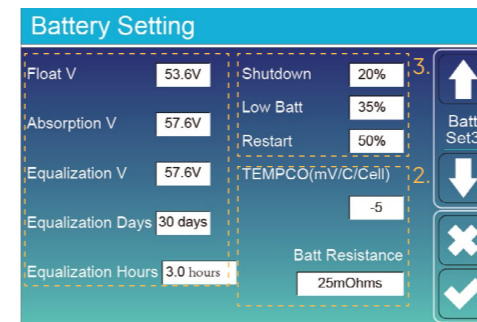 Battery Setting
Float V 53.6V
Absorption V 57.6V
Equalization V 57.6V
Equalization Days 30 days
Equalization Hours 3.0 hours
3.
Shutdown 20%
Low Batt 35%
Restart 50%
2.
TEMPCO(mV/C/Cell)
-5
Batt Resistance
25mOhms
Batt
Set3